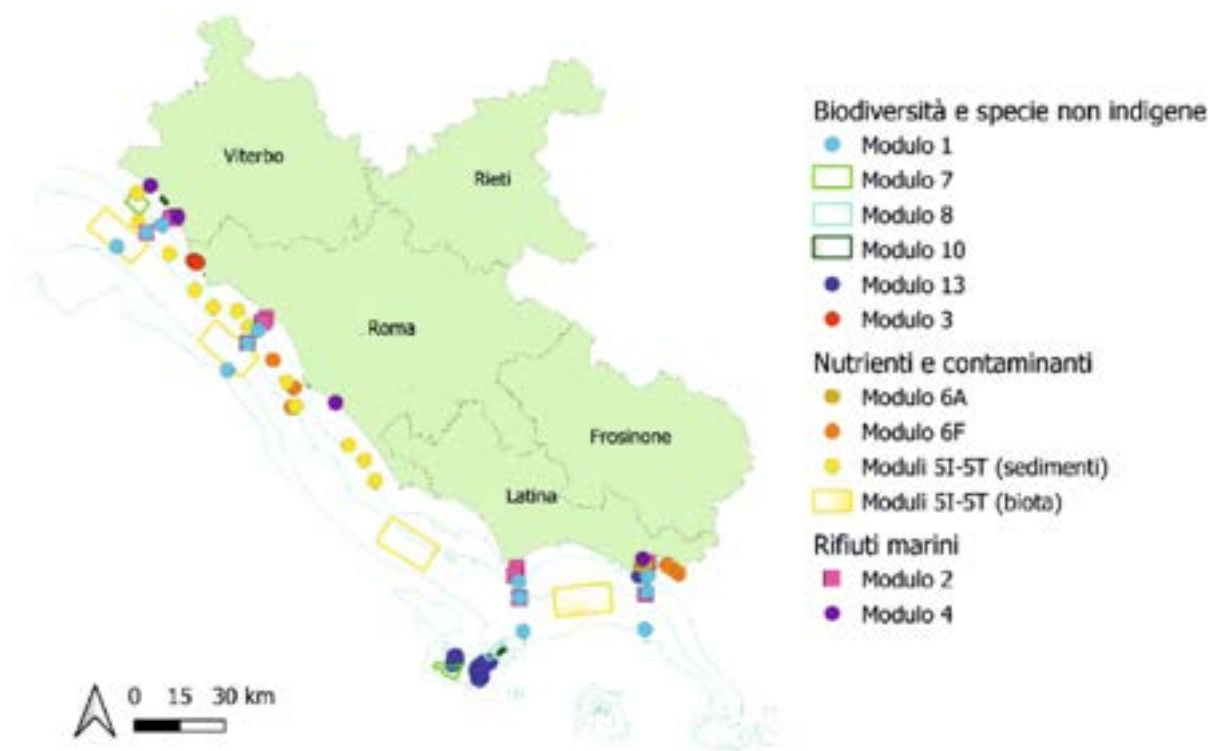 Viterbo
Rieti
Roma
Frosinone
Latina
0 15 30 km
Biodiversità e specie non indigene
Modulo 1
Modulo 7
Modulo 8
Modulo 10
Modulo 13
Modulo 3
Nutrienti e contaminanti
Modulo 6A
Modulo 6F
Moduli 5I-5T (sedimenti)
Moduli 5I-5T (biota)
Rifiuti marini
Modulo 2
Modulo 4